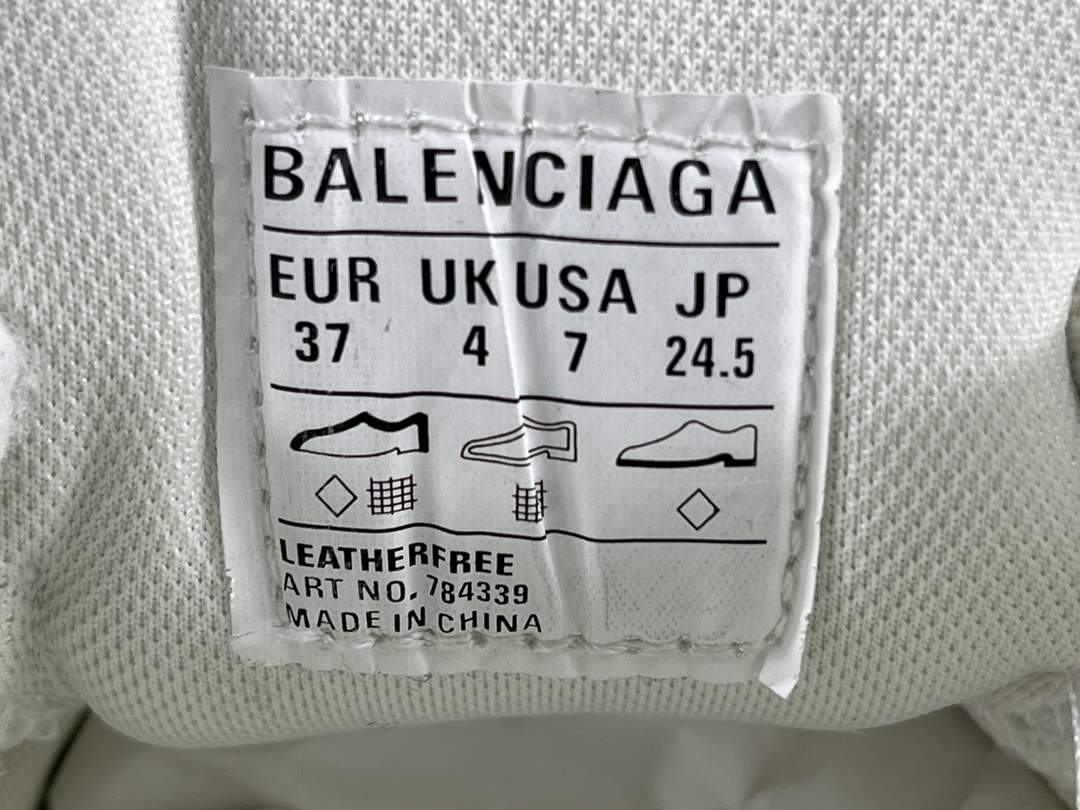 BALENCIAGA
EUR UK USA JP
37 4 7 24.5
LEATHERFREE
ART NO. 784339
MADE IN CHINA